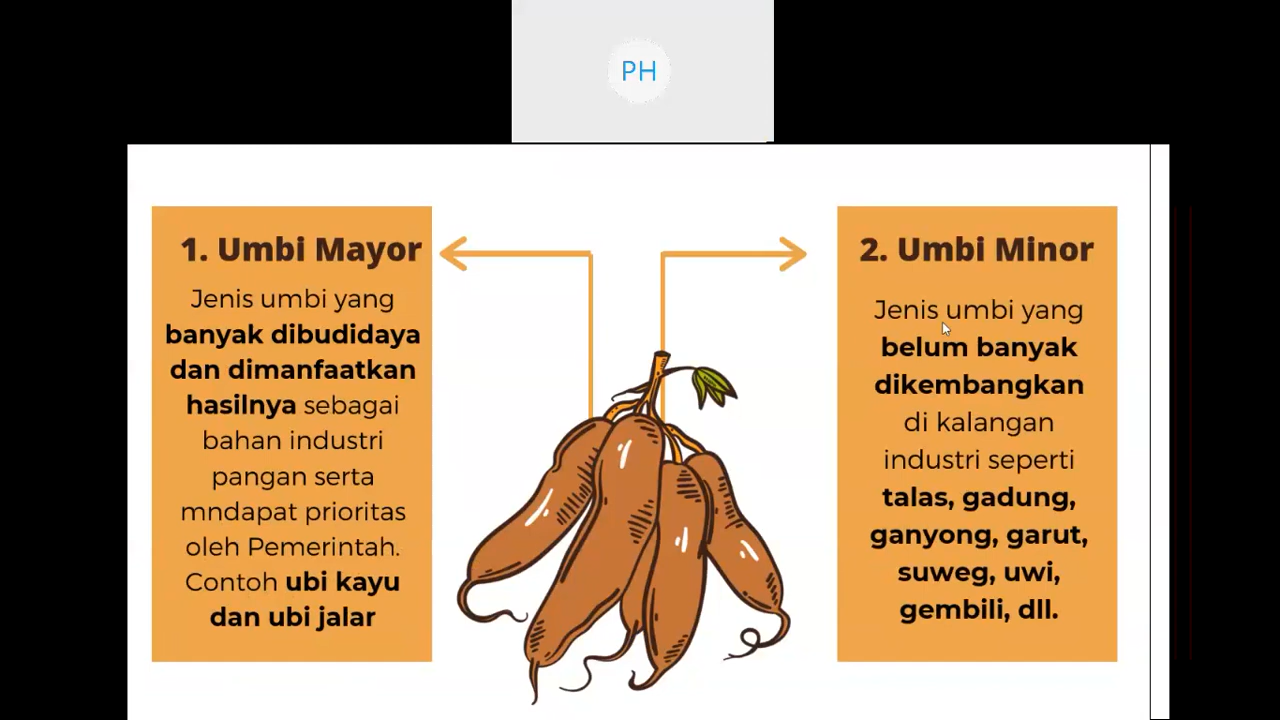 PH
1. Umbi Mayor
Jenis umbi yang
banyak dibudidaya
dan dimanfaatkan
hasilnya sebagai
bahan industri
pangan serta
mndapat prioritas
oleh Pemerintah.
Contoh ubi kayu
dan ubi jalar
2. Umbi Minor
Jenis umbi yang
belum banyak
dikembangkan
di kalangan
industri seperti
talas, gadung,
ganyong, garut,
suweg, uwi,
gembili, dll.